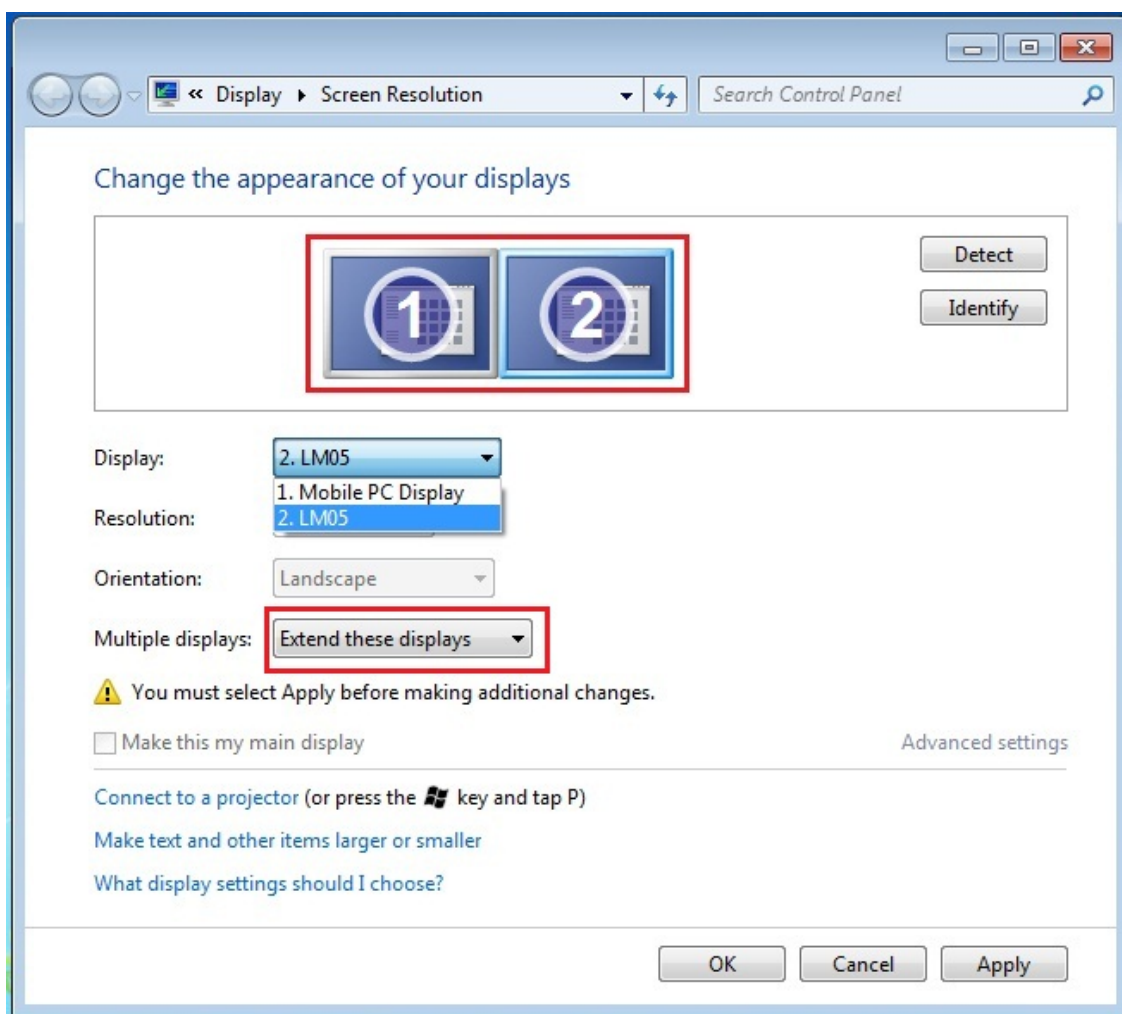 « Display ▸ Screen Resolution
Search Control Panel
Change the appearance of your displays
1 2
Detect
Identify
Display: 2. LM05
1. Mobile PC Display
Resolution: 2. LM05
Orientation: Landscape
Multiple displays: Extend these displays
You must select Apply before making additional changes.
Make this my main display Advanced settings
Connect to a projector (or press the key and tap P)
Make text and other items larger or smaller
What display settings should I choose?
OK Cancel Apply